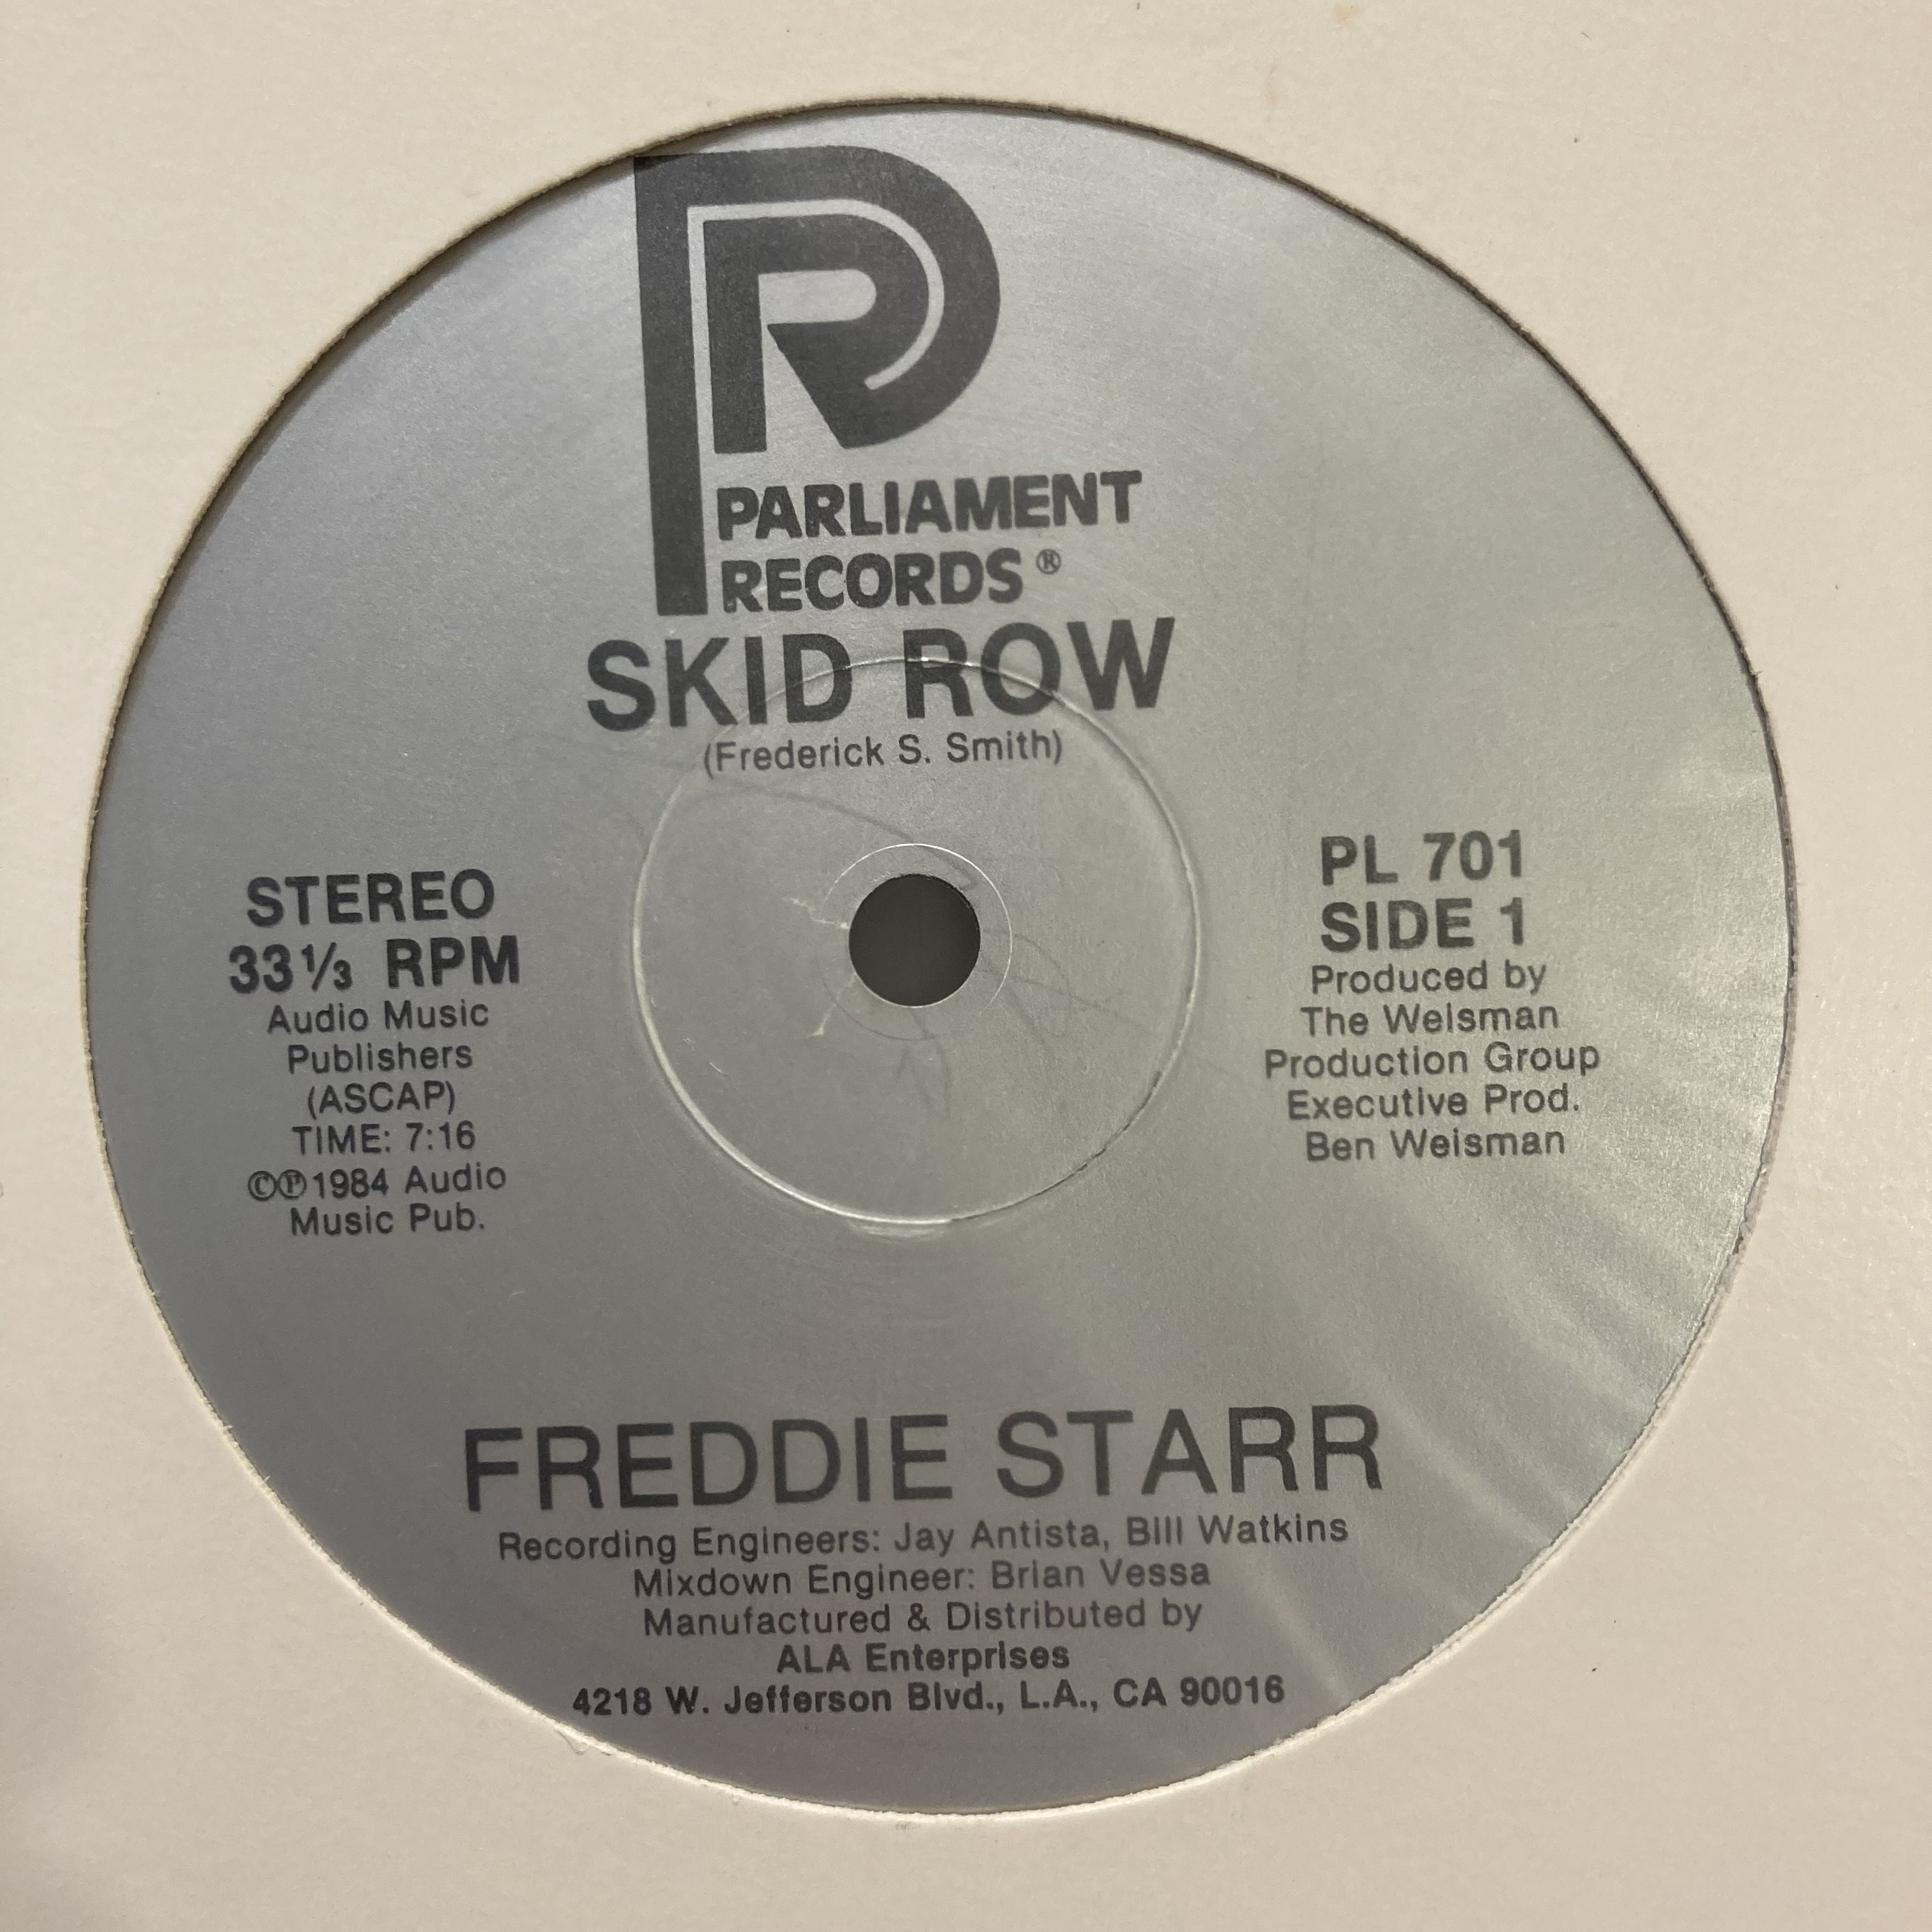 PARLIAMENT
RECORDS®
SKID ROW
(Frederick S. Smith)
STEREO
33⅓ RPM
Audio Music
Publishers
(ASCAP)
TIME: 7:16
©℗1984 Audio
Music Pub.
PL 701
SIDE 1
Produced by
The Weisman
Production Group
Executive Prod.
Ben Weisman
FREDDIE STARR
Recording Engineers: Jay Antista, Bill Watkins
Mixdown Engineer: Brian Vessa
Manufactured & Distributed by
ALA Enterprises
4218 W. Jefferson Blvd., L.A., CA 90016